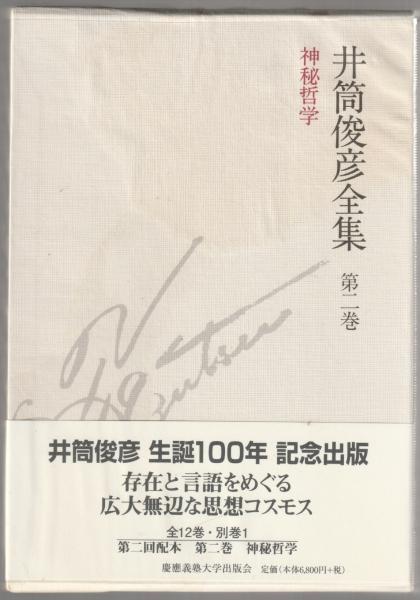 井筒俊彦全集 第二巻
神秘哲学
井筒俊彦 生誕100年 記念出版
存在と言語をめぐる
広大無辺な思想コスモス
全12巻・別巻1
第二回配本 第二巻 神秘哲学
慶應義塾大学出版会 定価(本体6,800円+税)